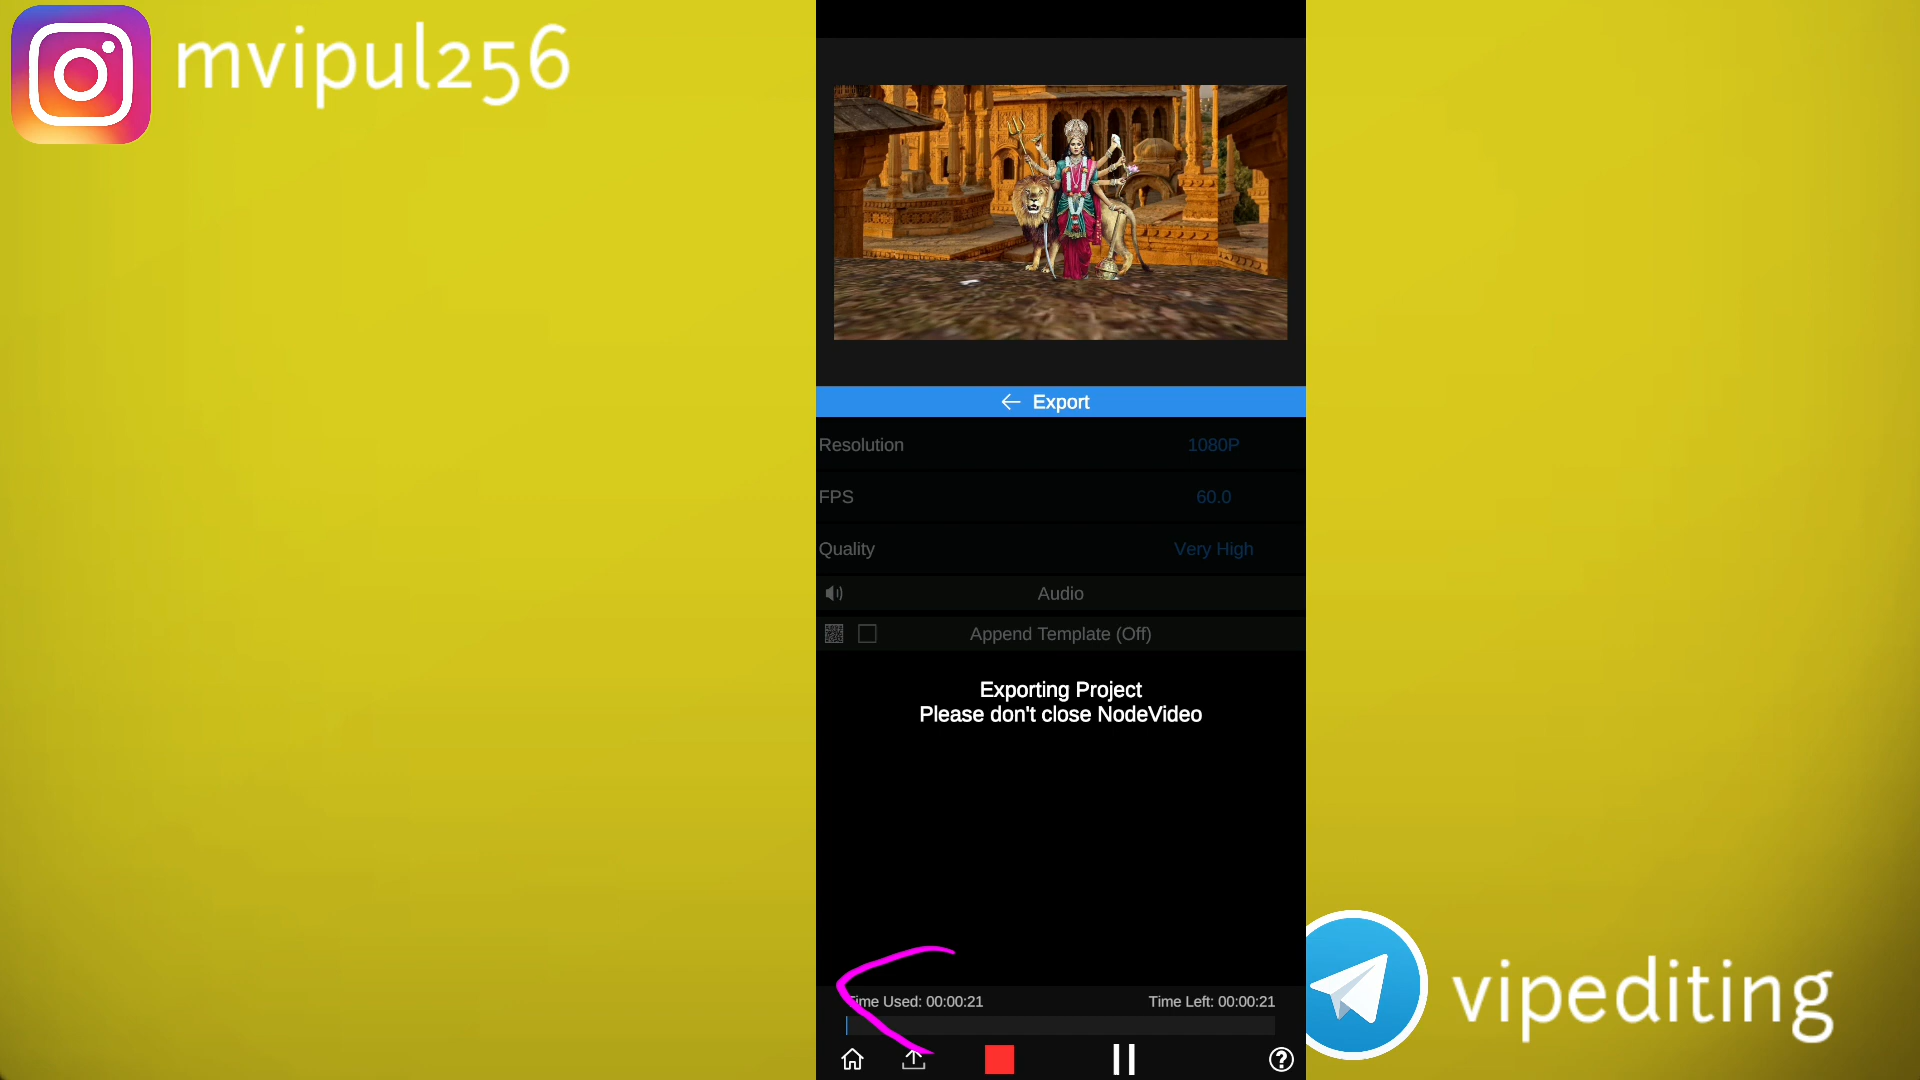 mvipul256
Export
Resolution 1080P
FPS 60.0
Quality Very High
Audio
Append Template (Off)
Exporting Project
Please don't close NodeVideo
Time Used: 00:00:21 Time Left: 00:00:21
vipediting